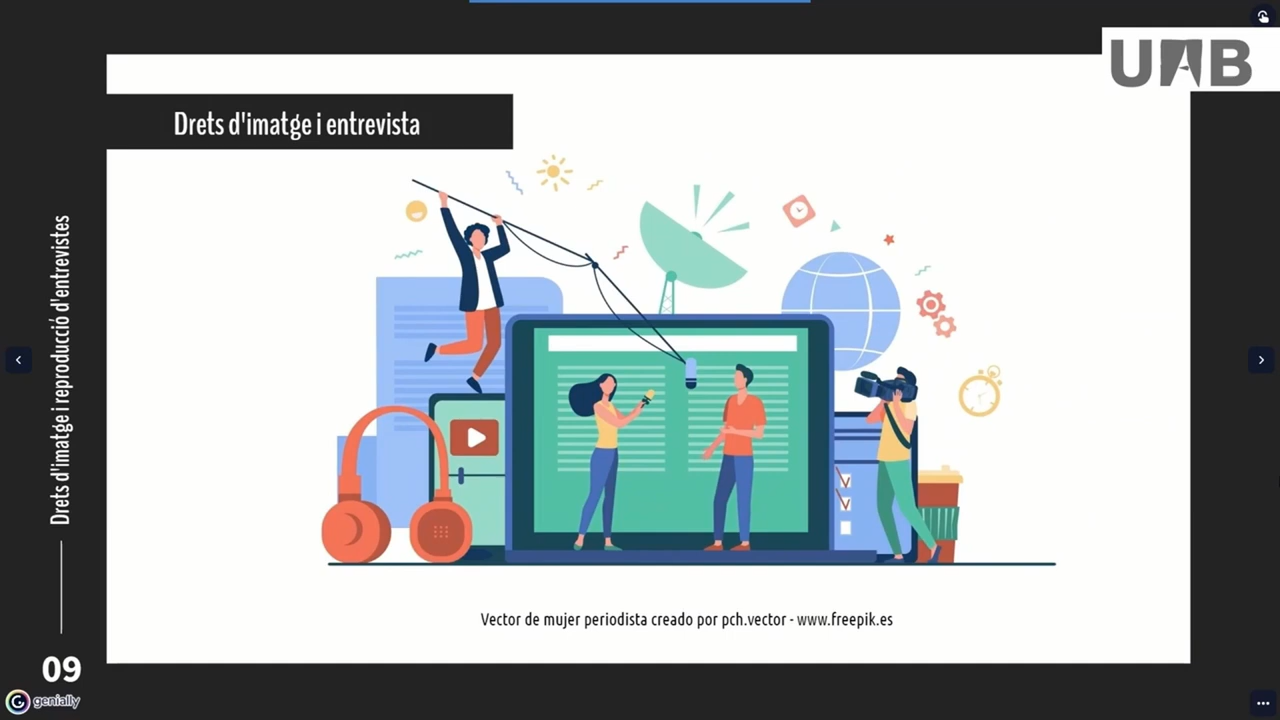 UAB
Drets d'imatge i entrevista
Drets d'imatge i reproducció d'entrevistes
Vector de mujer periodista creado por pch.vector - www.freepik.es
09
genially